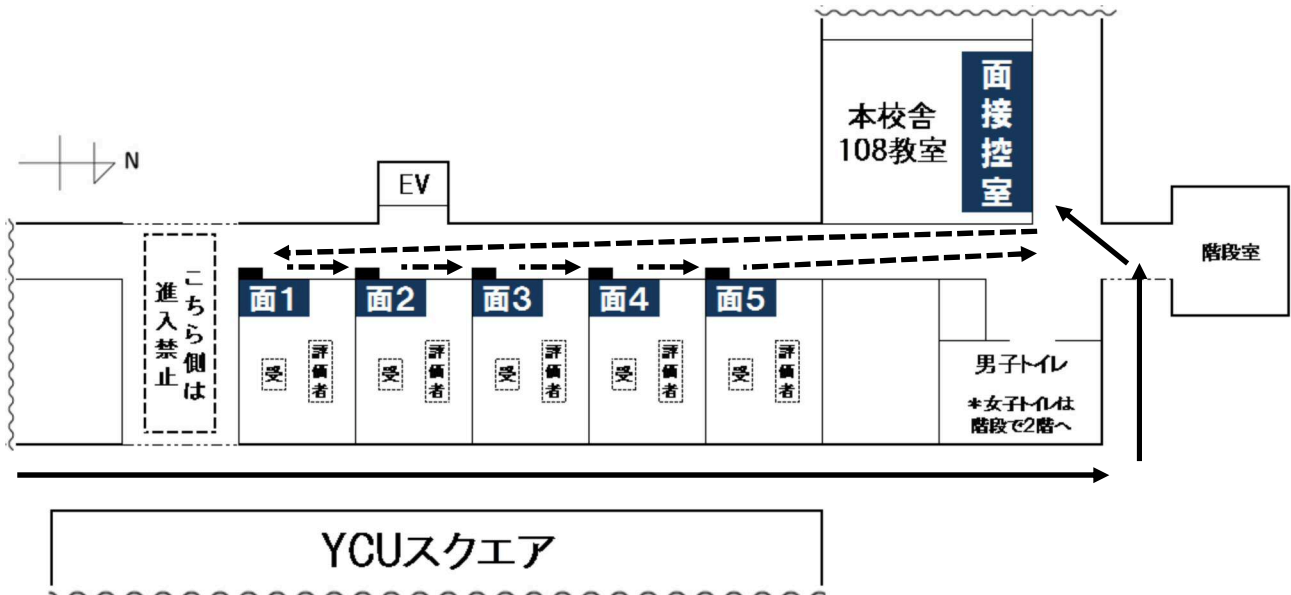 面接控室
本校舎
108教室
N
EV
階段室
こちら側は
進入禁止
面1
面2
面3
面4
面5
受
評価者
受
評価者
受
評価者
受
評価者
受
評価者
男子トイレ
*女子トイレは
階段で2階へ
YCUスクエア